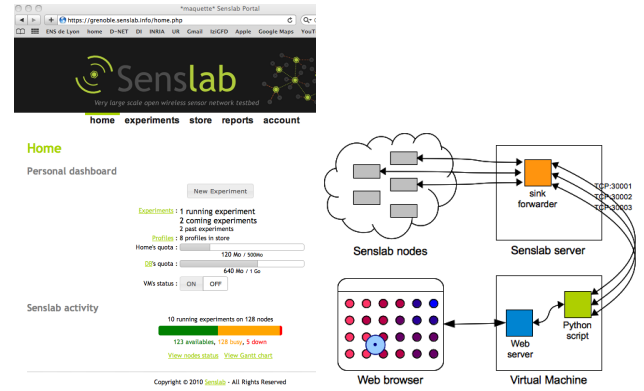 *maquette* Senslab Portal
https://grenoble.senslab.info/home.php
ENS de Lyon home D-NET DI INRIA UR Gmail IziGFD Apple Google Maps
Senslab
Very large scale open wireless sensor network testbed
home experiments store reports account
Home
Personal dashboard
New Experiment
Experiments : 1 running experiment
2 coming experiments
2 past experiments
Profiles : 8 profiles in store
Home's quota :
120 Mo / 500Mo
's quota :
640 Mo / 1 Go
VMs status : ON OFF
Senslab activity
10 running experiments on 128 nodes
123 availables, 128 busy, 5 down
View nodes status View Gantt chart
Copyright © 2010 Senslab - All Rights Reserved
sink
forwarder
TCP:30001
TCP:30002
TCP:30003
Senslab nodes
Senslab server
Web
server
Python
script
Web browser
Virtual Machine